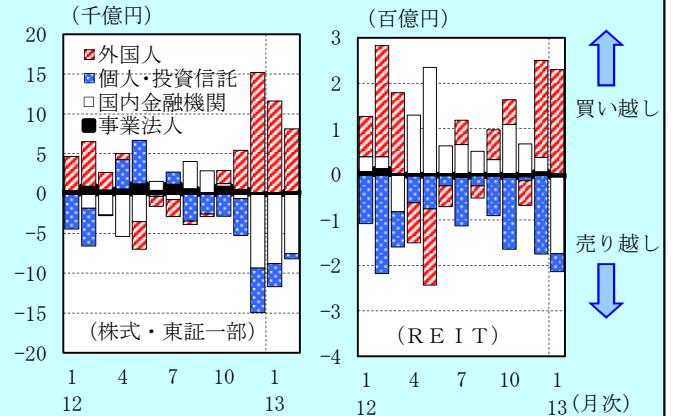 （千億円）
20
15
10
5
0
−5
−10
−15
−20
外国人
個人・投資信託
国内金融機関
事業法人
（株式・東証一部）
1 4 7 10 1
12 13
（百億円）
3
2
1
0
−1
−2
−3
−4
（ＲＥＩＴ）
1 4 7 10 1
12 13 (月次)
買い越し
売り越し